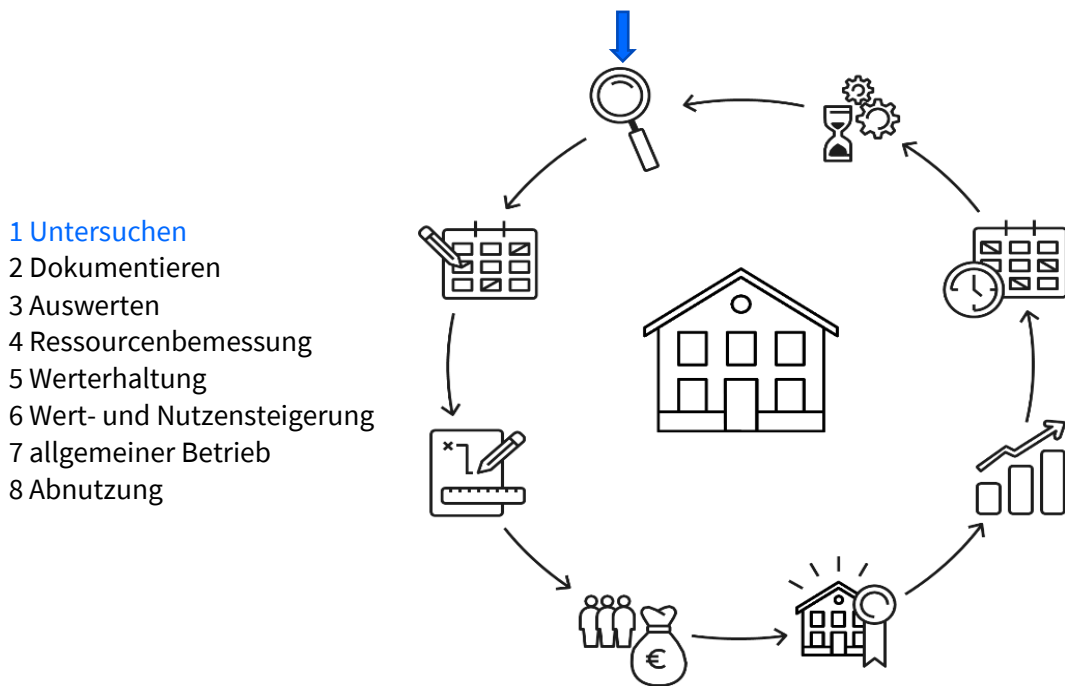 1 Untersuchen
2 Dokumentieren
3 Auswerten
4 Ressourcenbemessung
5 Werterhaltung
6 Wert- und Nutzensteigerung
7 allgemeiner Betrieb
8 Abnutzung
€